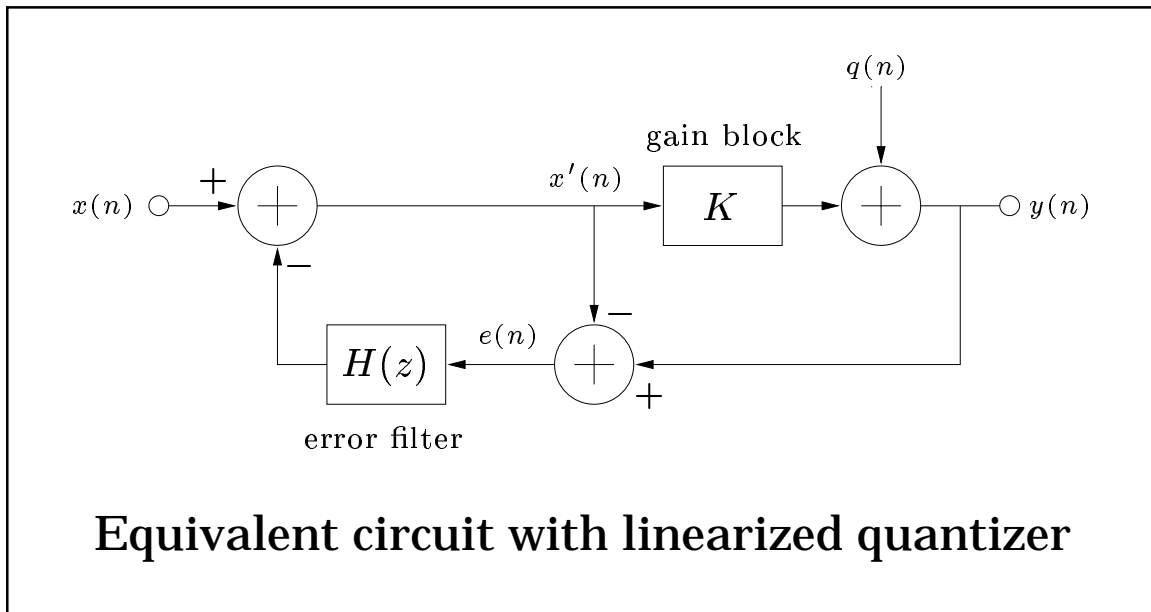 q(n)
gain block
+
x(n)
+
x′(n)
K
+
y(n)
−
−
e(n)
H(z)
+
+
error filter
Equivalent circuit with linearized quantizer